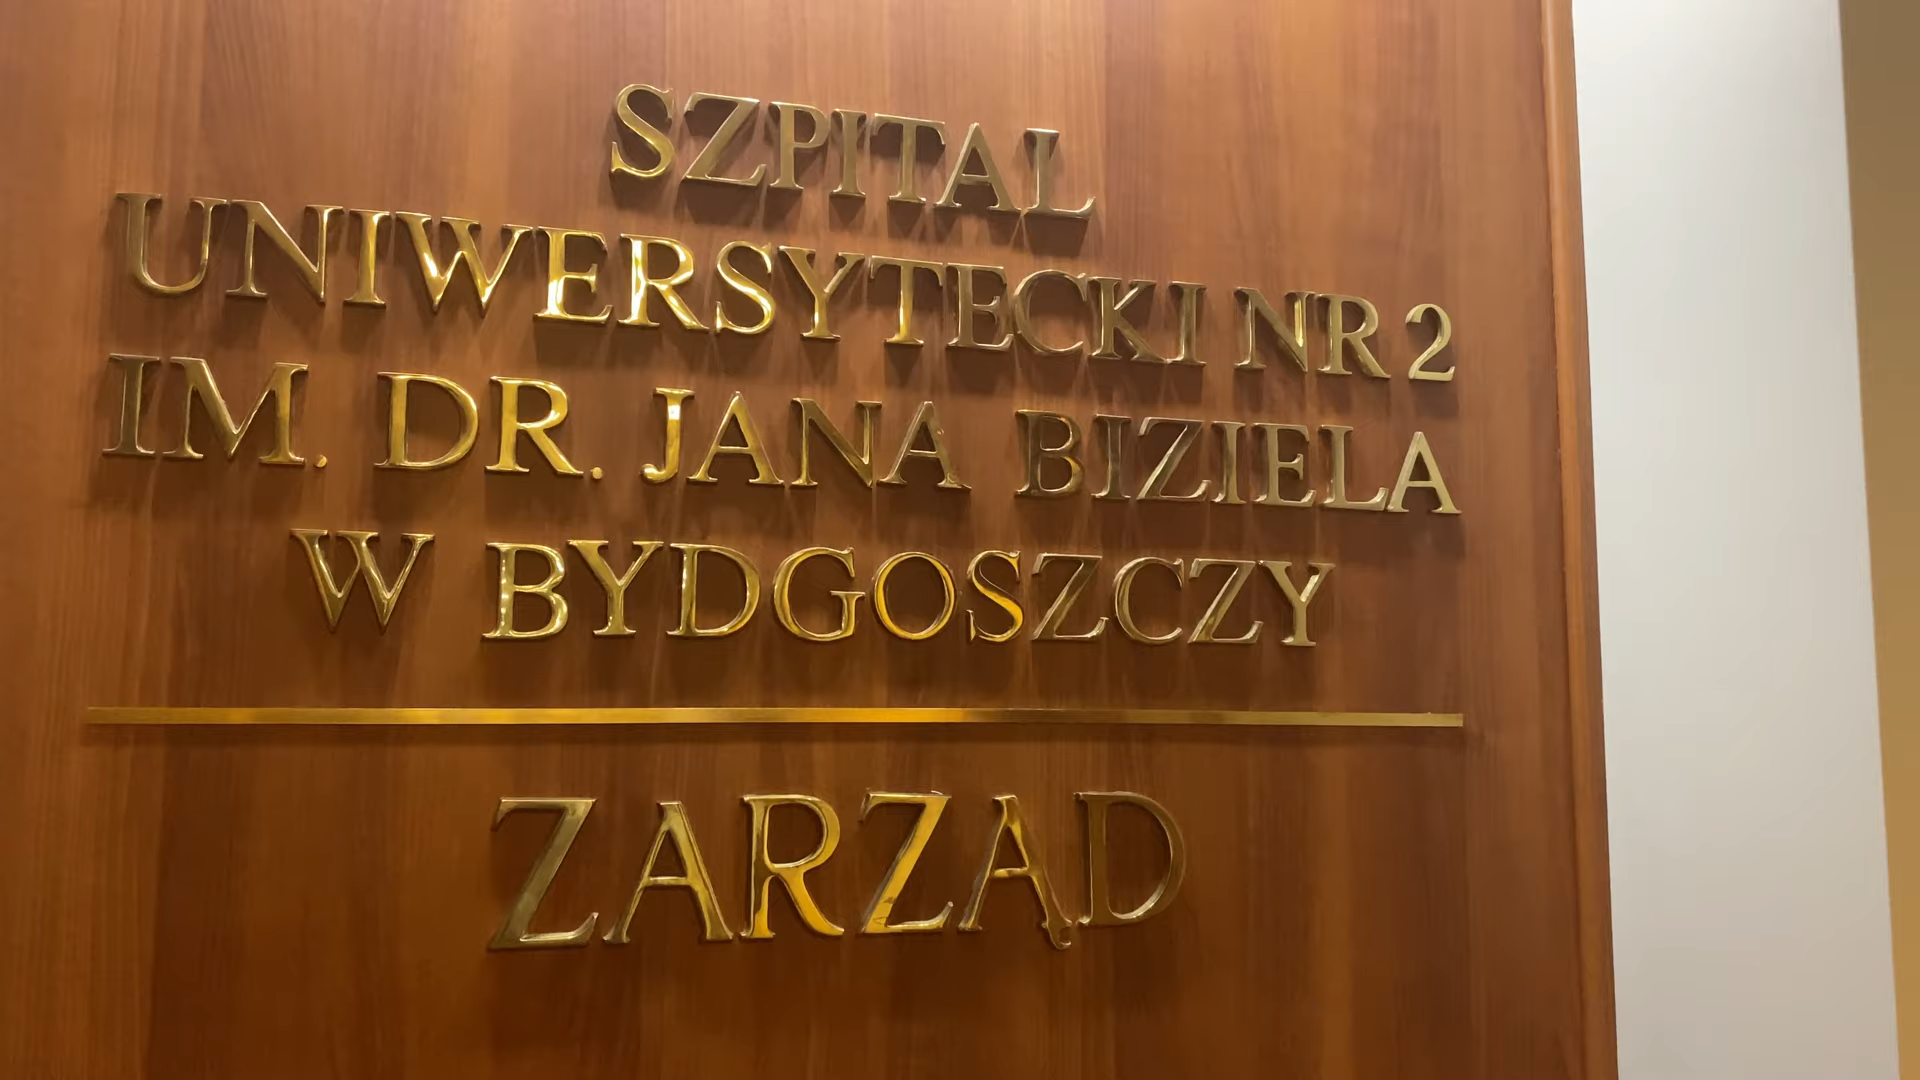 SZPITAL
UNIWERSYTECKI NR 2
IM. DR. JANA BIZIELA
W BYDGOSZCZY
ZARZĄD